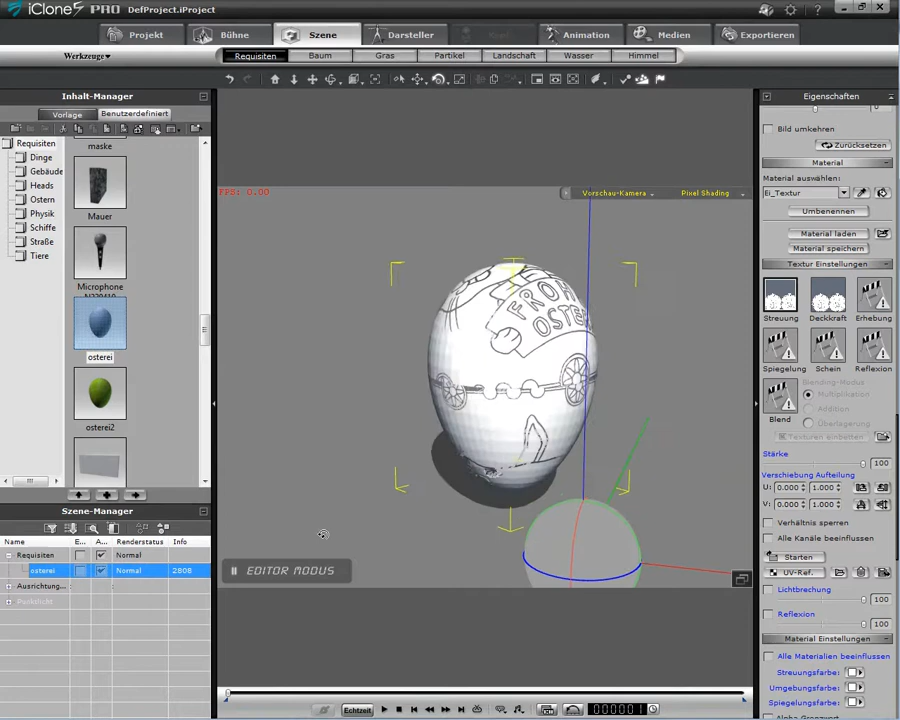 iClone5 PRO DefProject.iProject
Projekt Bühne Szene Darsteller Animation Medien Exportieren
Werkzeuge Requisiten Baum Gras Partikel Landschaft Wasser Himmel
Inhalt-Manager
Vorlage Benutzerdefiniert
Requisiten
Dinge
Gebäude
Heads
Ostern
Physik
Schiffe
Straße
Tiere
maske
Mauer
Microphone
osterei
osterei2
Szene-Manager
Name E... A... Renderstatus Info
Requisiten Normal
osterei Normal 2808
Ausrichtung...
Punktlicht
FPS: 0.00
Vorschau-Kamera Pixel Shading
FROH
OSTE
EDITOR MODUS
Echtzeit
000001
Eigenschaften
0
Bild umkehren
Zurücksetzen
Material
Material auswählen:
Ei_Textur
Umbenennen
Material laden
Material speichern
Textur Einstellungen
Streuung Deckkraft Erhebung
Spiegelung Schein Reflexion
Blend
Blending-Modus
Multiplikation
Addition
Überlagerung
Texturen einbetten
Stärke
100
Verschiebung Aufteilung
U: 0.000 1.000
V: 0.000 1.000
Verhältnis sperren
Alle Kanäle beeinflussen
Starten
UV-Ref.
Lichtbrechung
100
Reflexion
100
Material Einstellungen
Alle Materialien beeinflussen
Streuungsfarbe:
Umgebungsfarbe:
Spiegelungsfarbe: